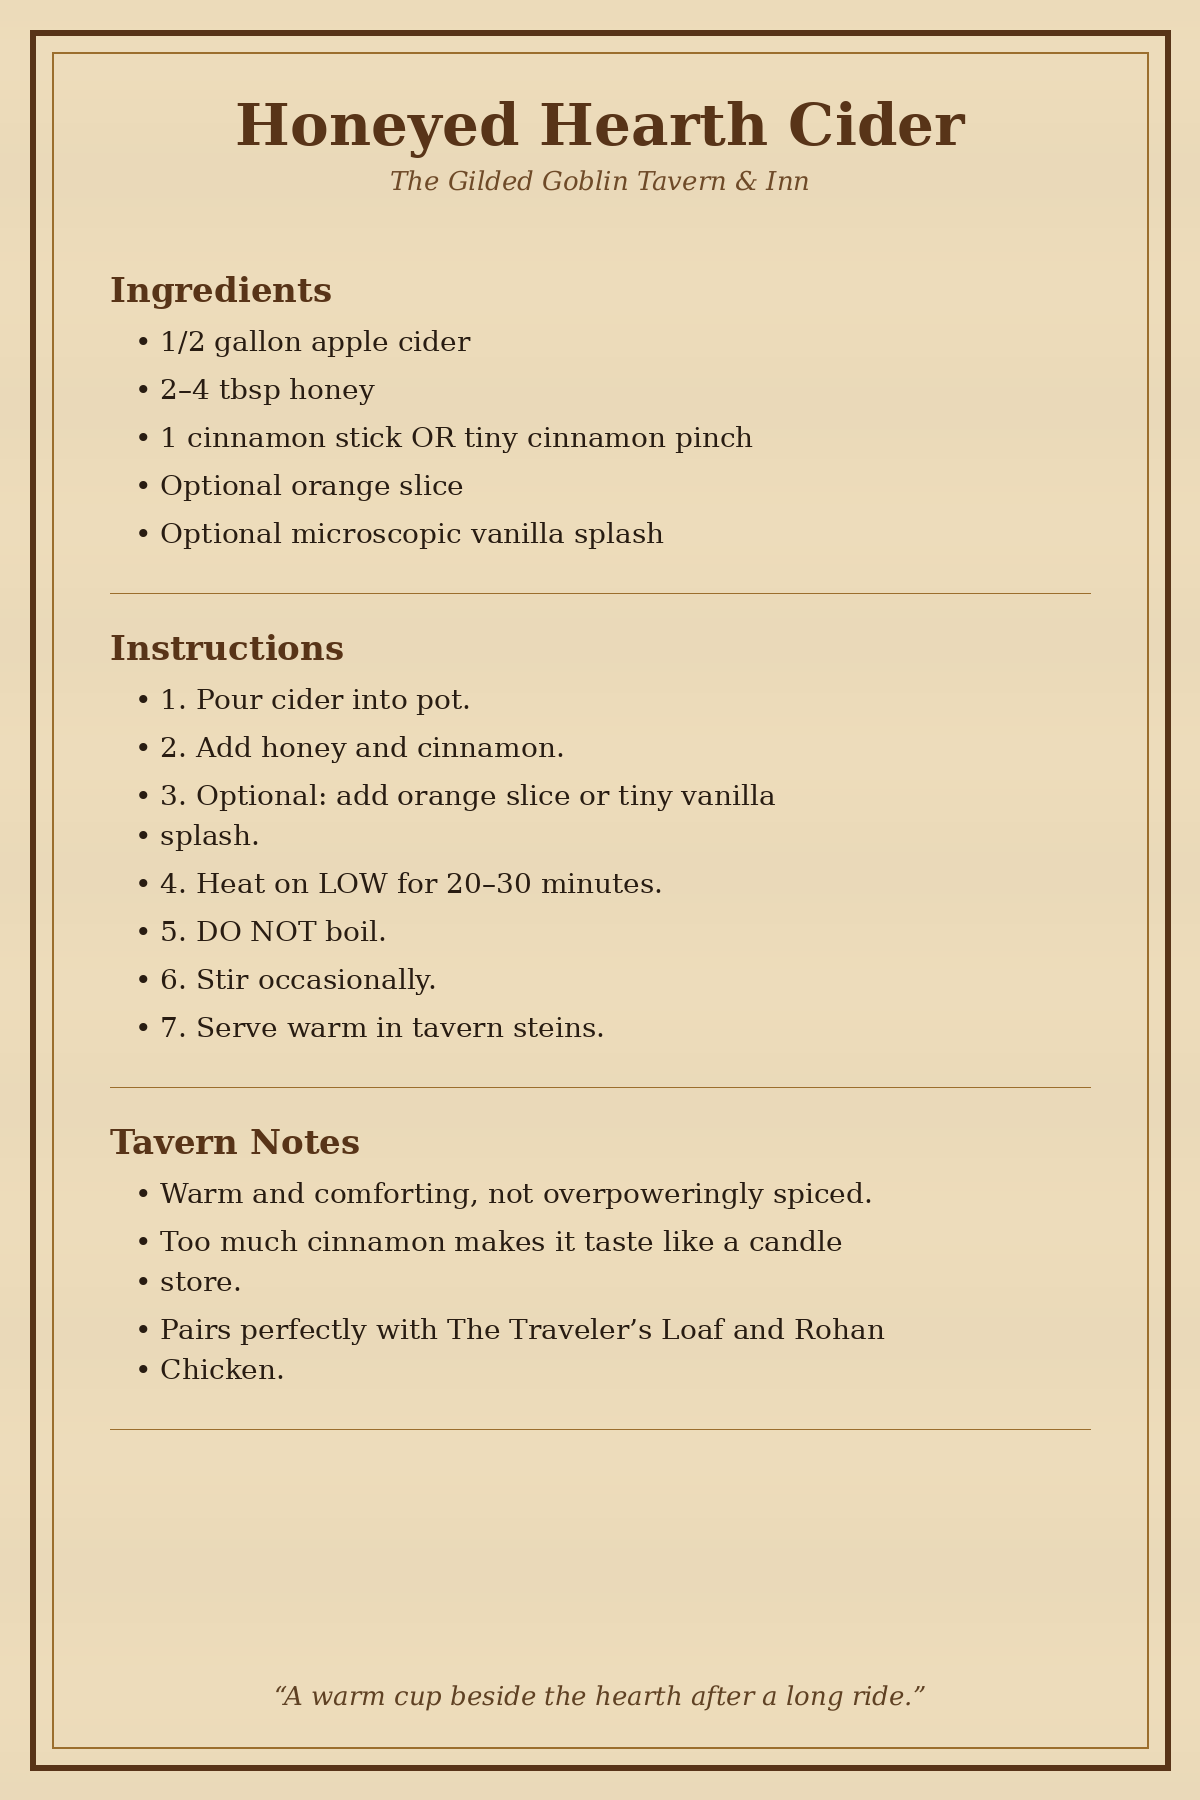 Honeyed Hearth Cider
The Gilded Goblin Tavern & Inn
Ingredients
• 1/2 gallon apple cider
• 2–4 tbsp honey
• 1 cinnamon stick OR tiny cinnamon pinch
• Optional orange slice
• Optional microscopic vanilla splash
Instructions
• 1. Pour cider into pot.
• 2. Add honey and cinnamon.
• 3. Optional: add orange slice or tiny vanilla
• splash.
• 4. Heat on LOW for 20–30 minutes.
• 5. DO NOT boil.
• 6. Stir occasionally.
• 7. Serve warm in tavern steins.
Tavern Notes
• Warm and comforting, not overpoweringly spiced.
• Too much cinnamon makes it taste like a candle
• store.
• Pairs perfectly with The Traveler’s Loaf and Rohan
• Chicken.
“A warm cup beside the hearth after a long ride.”